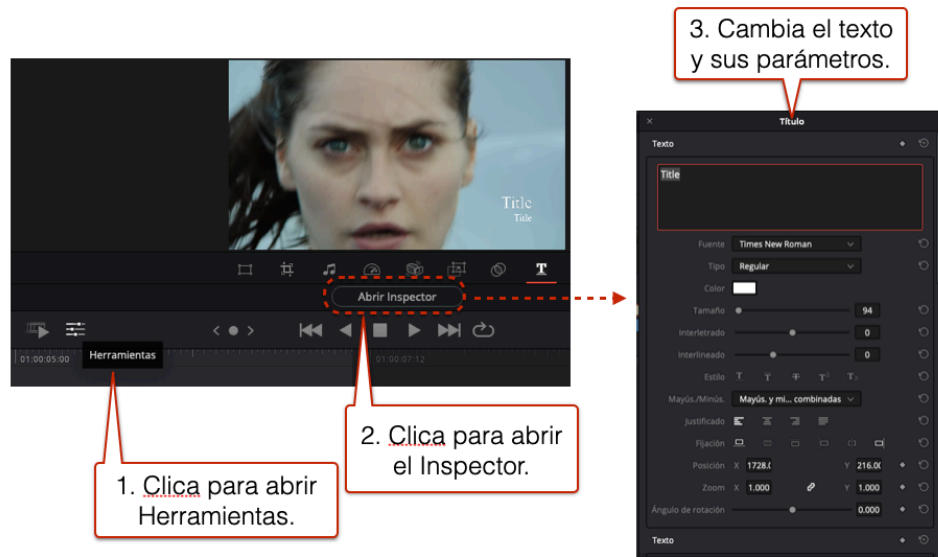 3. Cambia el texto
y sus parámetros.
Title
Title
Abrir Inspector
01:00:05:00
01:00:07:12
Herramientas
1. Clica para abrir
Herramientas.
2. Clica para abrir
el Inspector.
Título
Texto
Title
Fuente Times New Roman
Tipo Regular
Color
Tamaño 94
Interletrado 0
Interlineado 0
Estilo T T T T T
Mayús./Minús. Mayús. y mi... combinadas
Justificado
Fijación
Posición X 1728.( Y 216.0(
Zoom X 1.000 Y 1.000
Ángulo de rotación 0.000
Texto